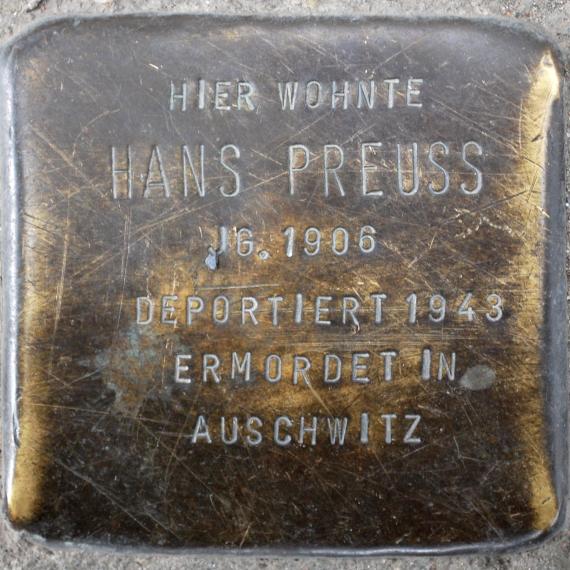 HIER WOHNTE
HANS PREUSS
JG. 1906
DEPORTIERT 1943
ERMORDET IN
AUSCHWITZ